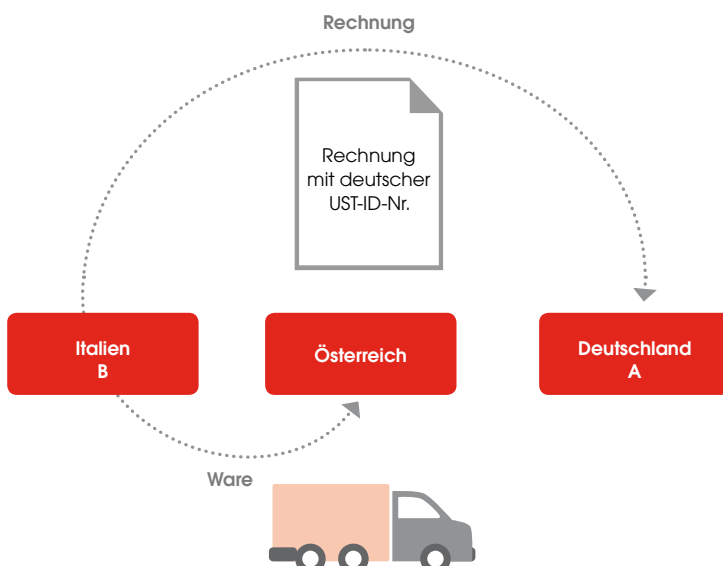 Rechnung
Rechnung
mit deutscher
UST-ID-Nr.
Italien
B
Österreich
Deutschland
A
Ware